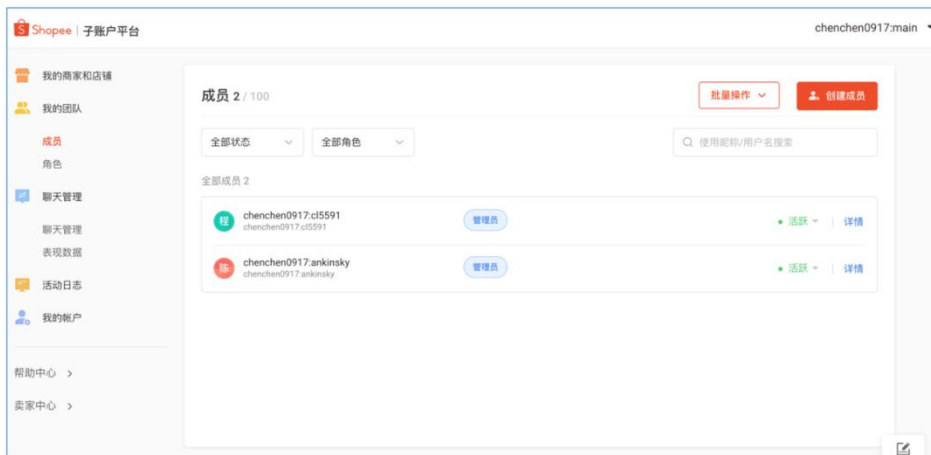 Shopee | 子账户平台
chenchen0917:main
我的商家和店铺
我的团队
成员
角色
聊天管理
聊天管理
表现数据
活动日志
我的帐户
帮助中心
卖家中心
成员 2 / 100
批量操作
创建成员
全部状态
全部角色
使用昵称/用户名搜索
全部成员 2
程
chenchen0917:cl5591
chenchen0917:cl5591
管理员
活跃
详情
陈
chenchen0917:ankinsky
chenchen0917:ankinsky
管理员
活跃
详情